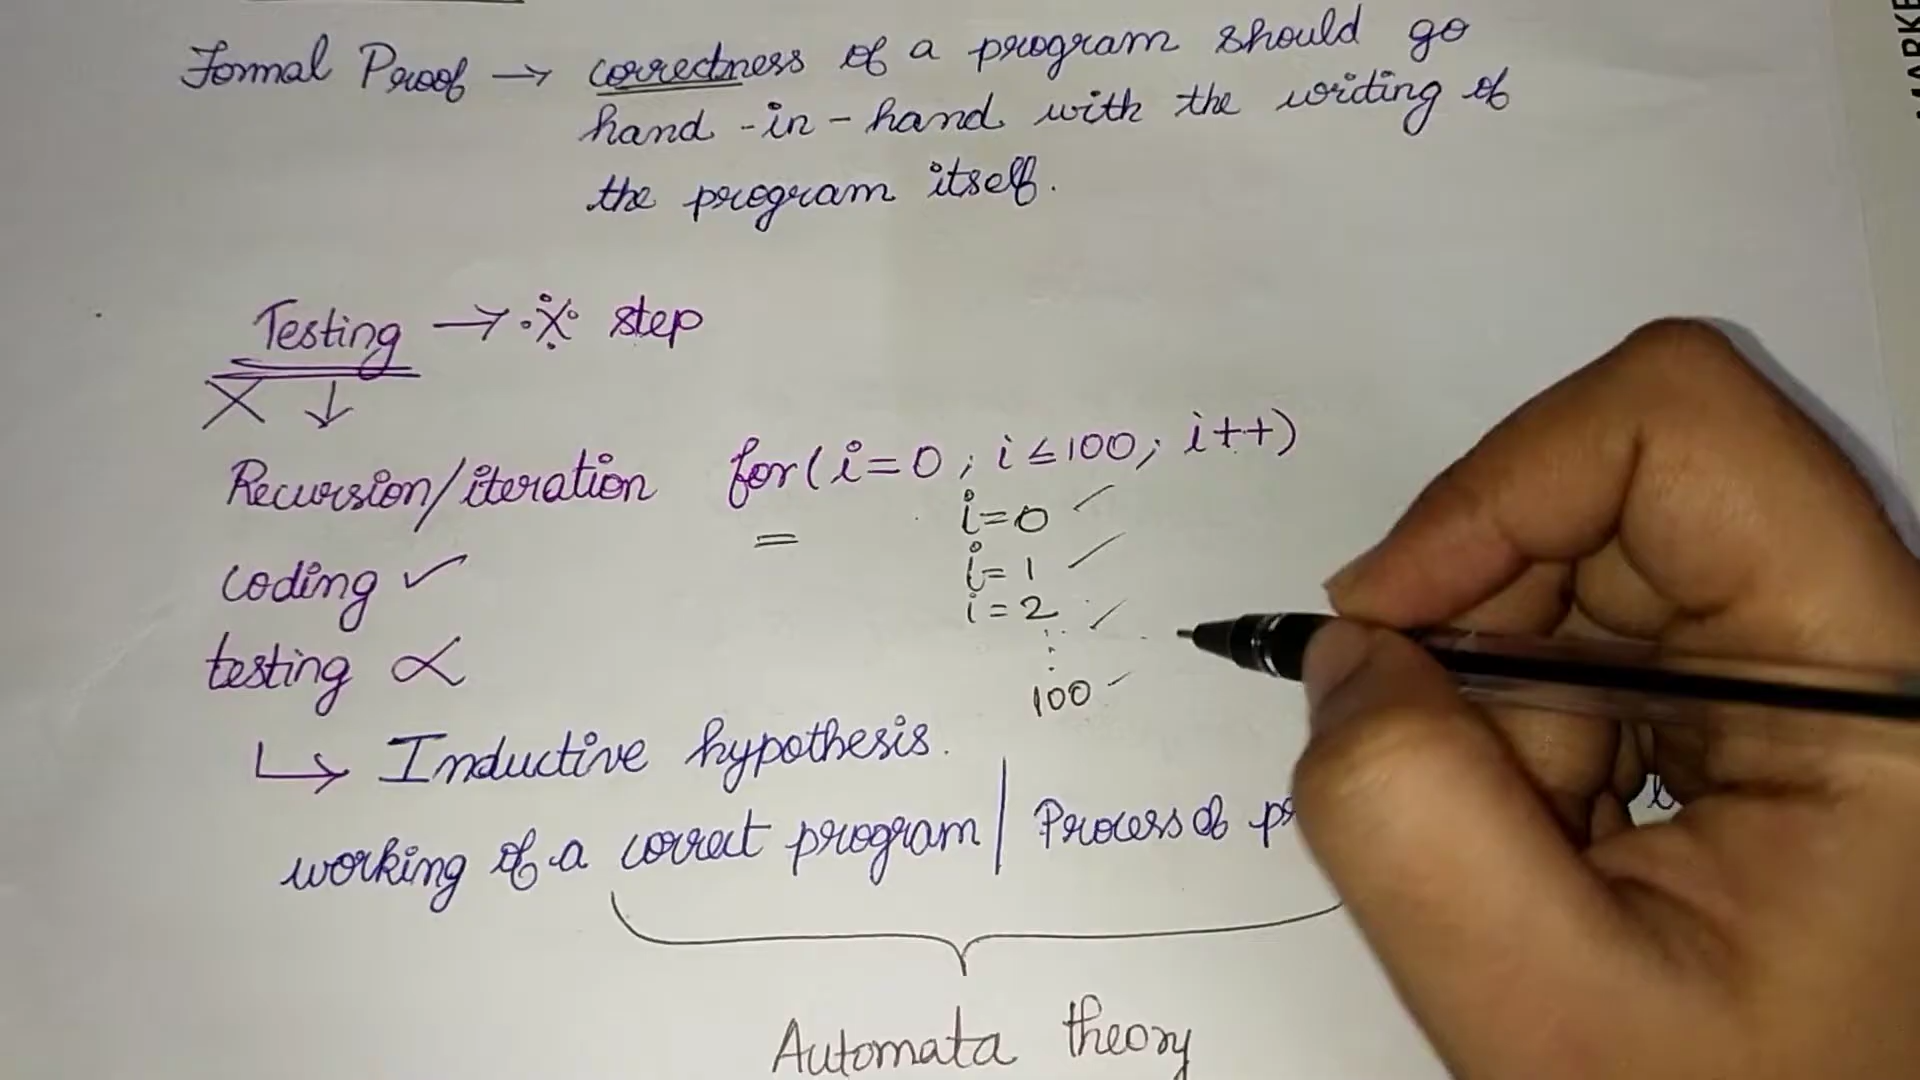 Formal Proof → correctness of a program should go
hand-in-hand with the writing of
the program itself.
Testing → step
X ↓
Recursion/iteration for(i=0; i≤100; i++)
=
i=0 ✓
i=1 ✓
i=2 ✓
100 ✓
coding ✓
testing
↳ Inductive hypothesis.
working of a correct program | Process of
Automata theory